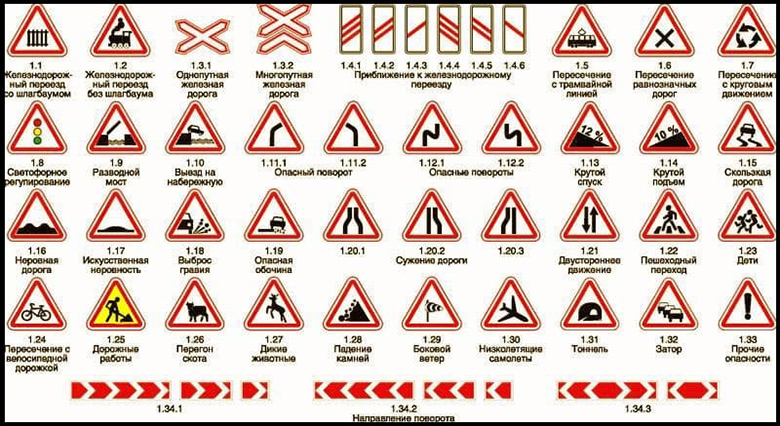 1.1
Железнодорож-
ный переезд
со шлагбаумом
1.2
Железнодорож-
ный переезд
без шлагбаума
1.3.1
Однопутная
железная
дорога
1.3.2
Многопутная
железная
дорога
1.4.1 1.4.2 1.4.3 1.4.4 1.4.5 1.4.6
Приближение к железнодорожному
переезду
1.5
Пересечение
с трамвайной
линией
1.6
Пересечение
равнозначных
дорог
1.7
Пересечение
с круговым
движением
12 %
10 %
1.8
Светофорное
регупирование
1.9
Разводной
мост
1.10
Выезд на
набережную
1.11.1 1.11.2
Опасный поворот
1.12.1 1.12.2
Опасные повороты
1.13
Крутой
спуск
1.14
Крутой
подъем
1.15
Скользкая
дорога
1.16
Неровная
дорога
1.17
Искусственная
неровность
1.18
Выброс
гравия
1.19
Опасная
обочина
1.20.1 1.20.2 1.20.3
Сужение дороги
1.21
Двустороннее
движение
1.22
Пешеходный
переход
1.23
Дети
1.24
Пересечение с
велосипедной
дорожкой
1.25
Дорожные
работы
1.26
Перегон
скота
1.27
Дикие
животные
1.28
Падение
камней
1.29
Боковой
ветер
1.30
Низколетящие
самолеты
1.31
Тоннель
1.32
Затор
1.33
Прочие
опасности
1.34.1 1.34.2 1.34.3
Направление поворота